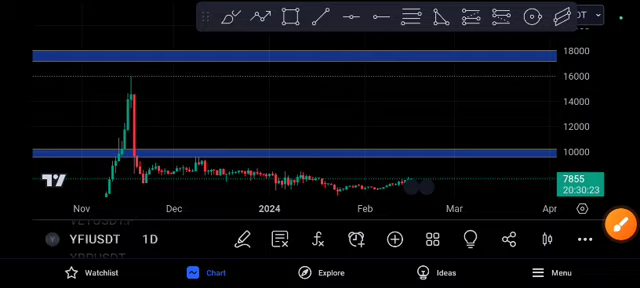 DT
18000
16000
14000
12000
10000
7855
20:30:23
Nov Dec 2024 Feb Mar Apr
YFIUSDT 1D
Watchlist Chart Explore Ideas Menu